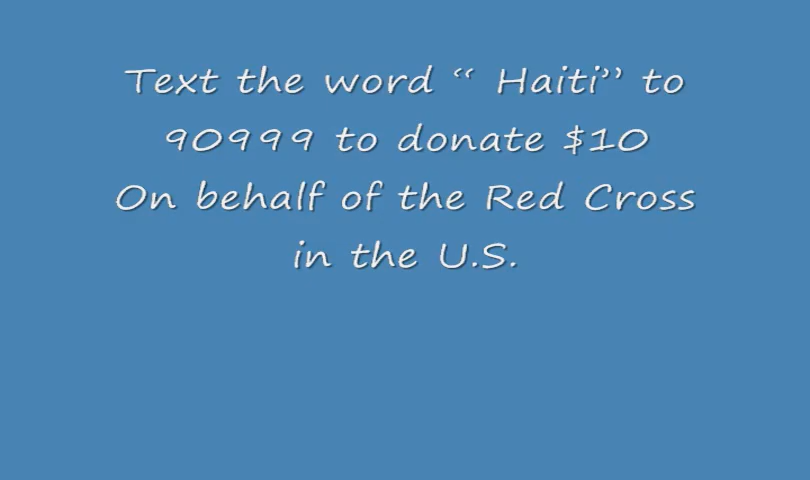 Text the word “ Haiti” to
90999 to donate $10
On behalf of the Red Cross
in the U.S.